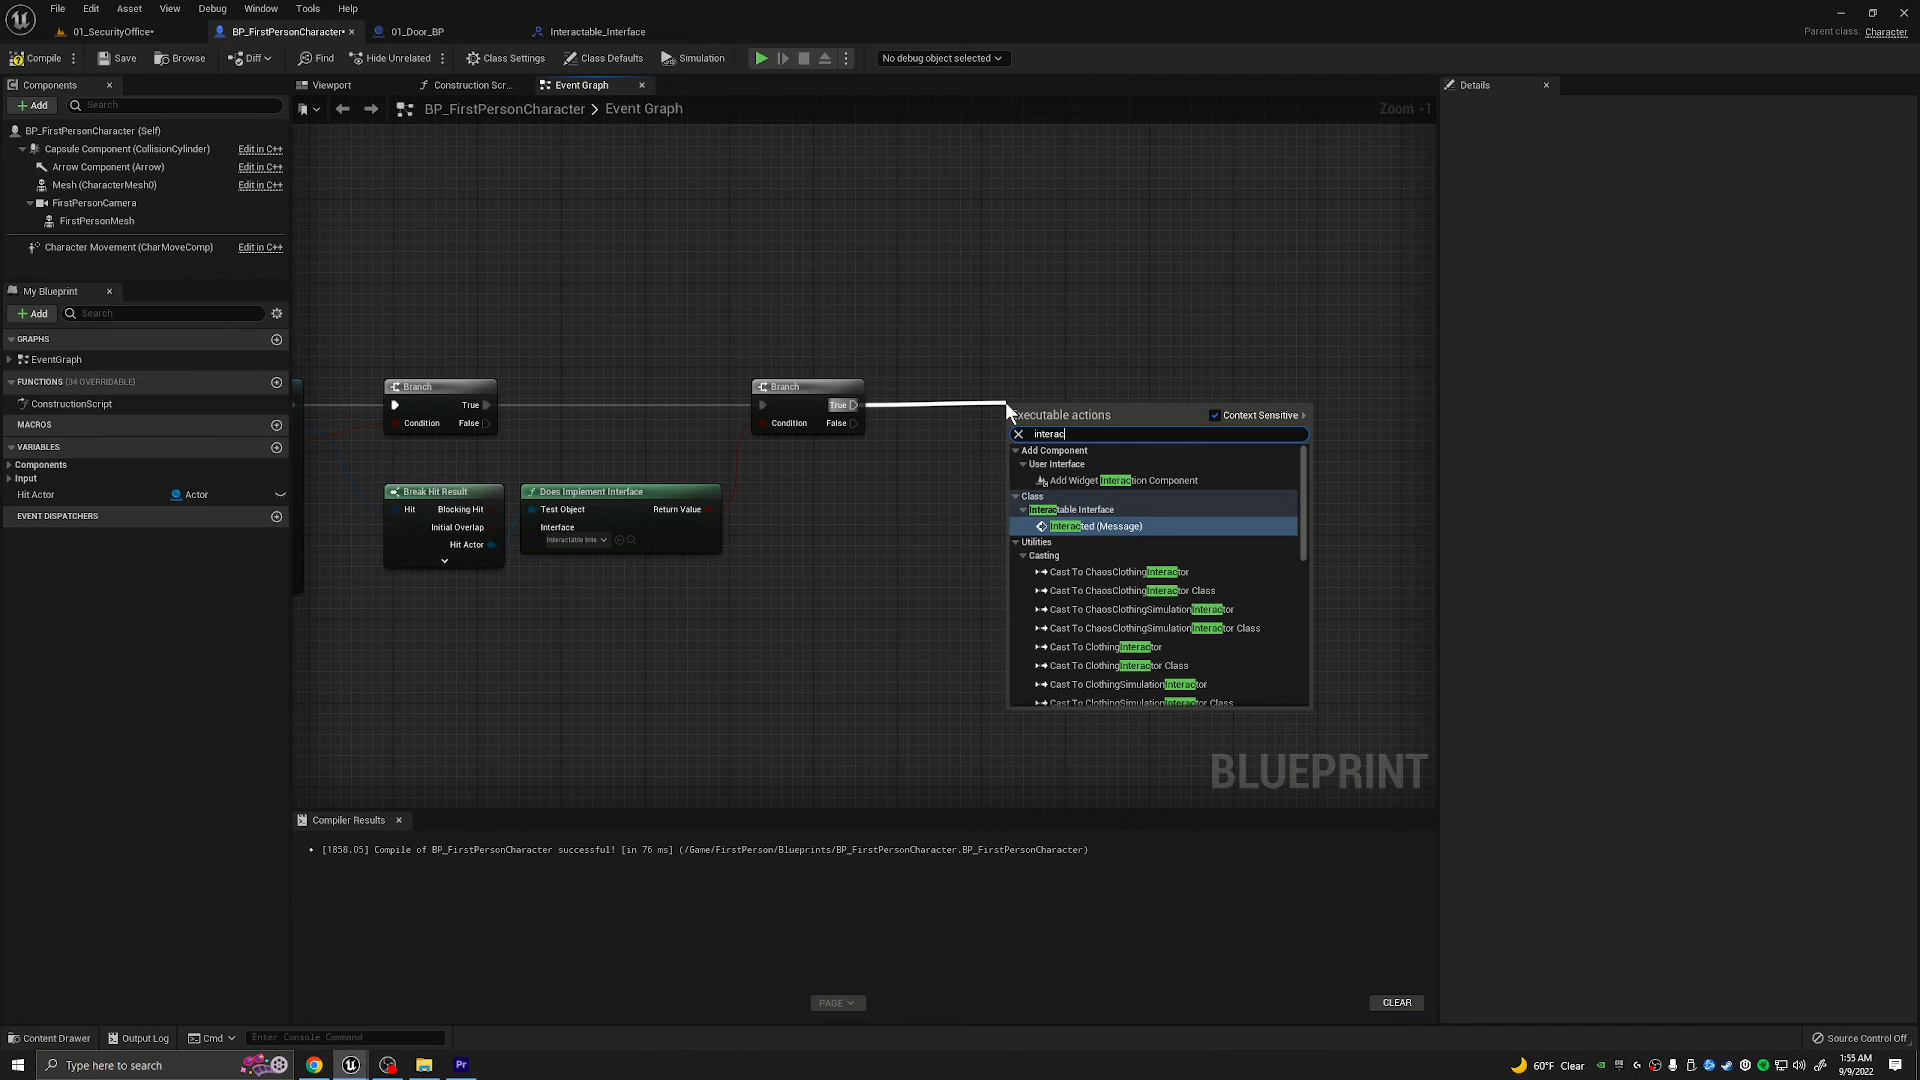 File Edit Asset View Debug Window Tools Help
01_SecurityOffice•
BP_FirstPersonCharacter•
01_Door_BP
Interactable_Interface
Parent class: Character
Compile
Save
Browse
Diff
Find
Hide Unrelated
Class Settings
Class Defaults
Simulation
No debug object selected
Components
Viewport
Construction Scr...
Event Graph
Details
Add
Search
BP_FirstPersonCharacter > Event Graph
Zoom -1
BP_FirstPersonCharacter (Self)
Capsule Component (CollisionCylinder) Edit in C++
Arrow Component (Arrow) Edit in C++
Mesh (CharacterMesh0) Edit in C++
FirstPersonCamera
FirstPersonMesh
Character Movement (CharMoveComp) Edit in C++
My Blueprint
Add
Search
GRAPHS
EventGraph
FUNCTIONS (34 OVERRIDABLE)
ConstructionScript
MACROS
VARIABLES
Components
Input
Hit Actor
Actor
EVENT DISPATCHERS
Branch
True
Condition False
Branch
True
Condition False
Break Hit Result
Hit Blocking Hit
Initial Overlap
Hit Actor
Does Implement Interface
Test Object Return Value
Interface
Interactable Inte
Executable actions
Context Sensitive
interac
Add Component
User Interface
Add Widget Interaction Component
Class
Interactable Interface
Interacted (Message)
Utilities
Casting
Cast To ChaosClothingInteractor
Cast To ChaosClothingInteractor Class
Cast To ChaosClothingSimulationInteractor
Cast To ChaosClothingSimulationInteractor Class
Cast To ClothingInteractor
Cast To ClothingInteractor Class
Cast To ClothingSimulationInteractor
Cast To ClothingSimulationInteractor Class
BLUEPRINT
Compiler Results
[1858.05] Compile of BP_FirstPersonCharacter successful! [in 76 ms] (/Game/FirstPerson/Blueprints/BP_FirstPersonCharacter.BP_FirstPersonCharacter)
PAGE
CLEAR
Content Drawer
Output Log
Cmd
Enter Console Command
Source Control Off
Type here to search
Pr
60°F Clear
1:55 AM
9/9/2022